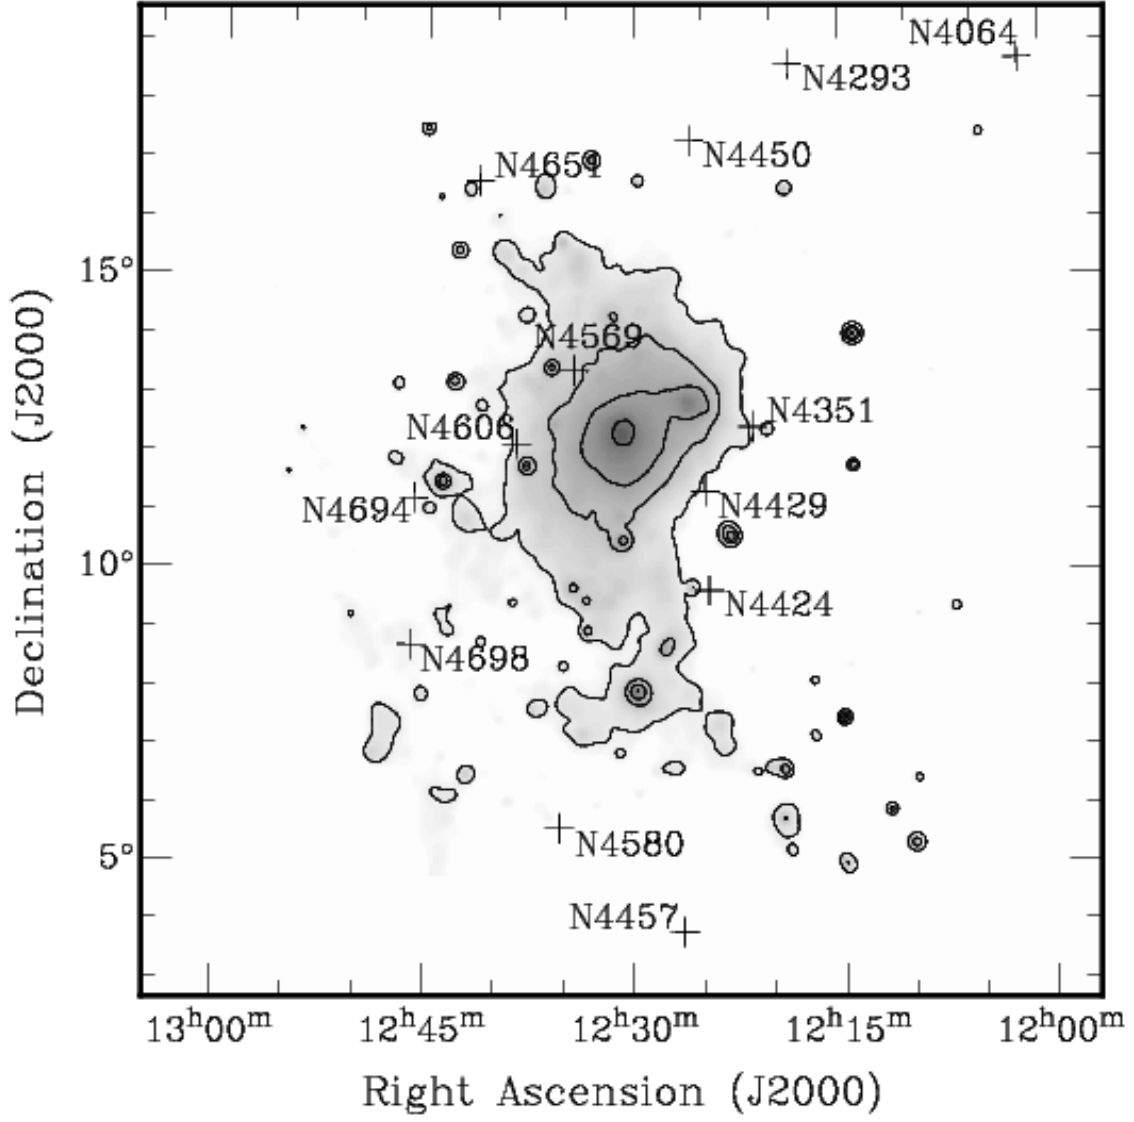 N4064
N4293
N4450
N4651
15°
N4569
N4351
N4606
N4429
N4694
10°
N4424
N4698
N4580
5°
N4457
Declination (J2000)
13ʰ00ᵐ 12ʰ45ᵐ 12ʰ30ᵐ 12ʰ15ᵐ 12ʰ00ᵐ
Right Ascension (J2000)